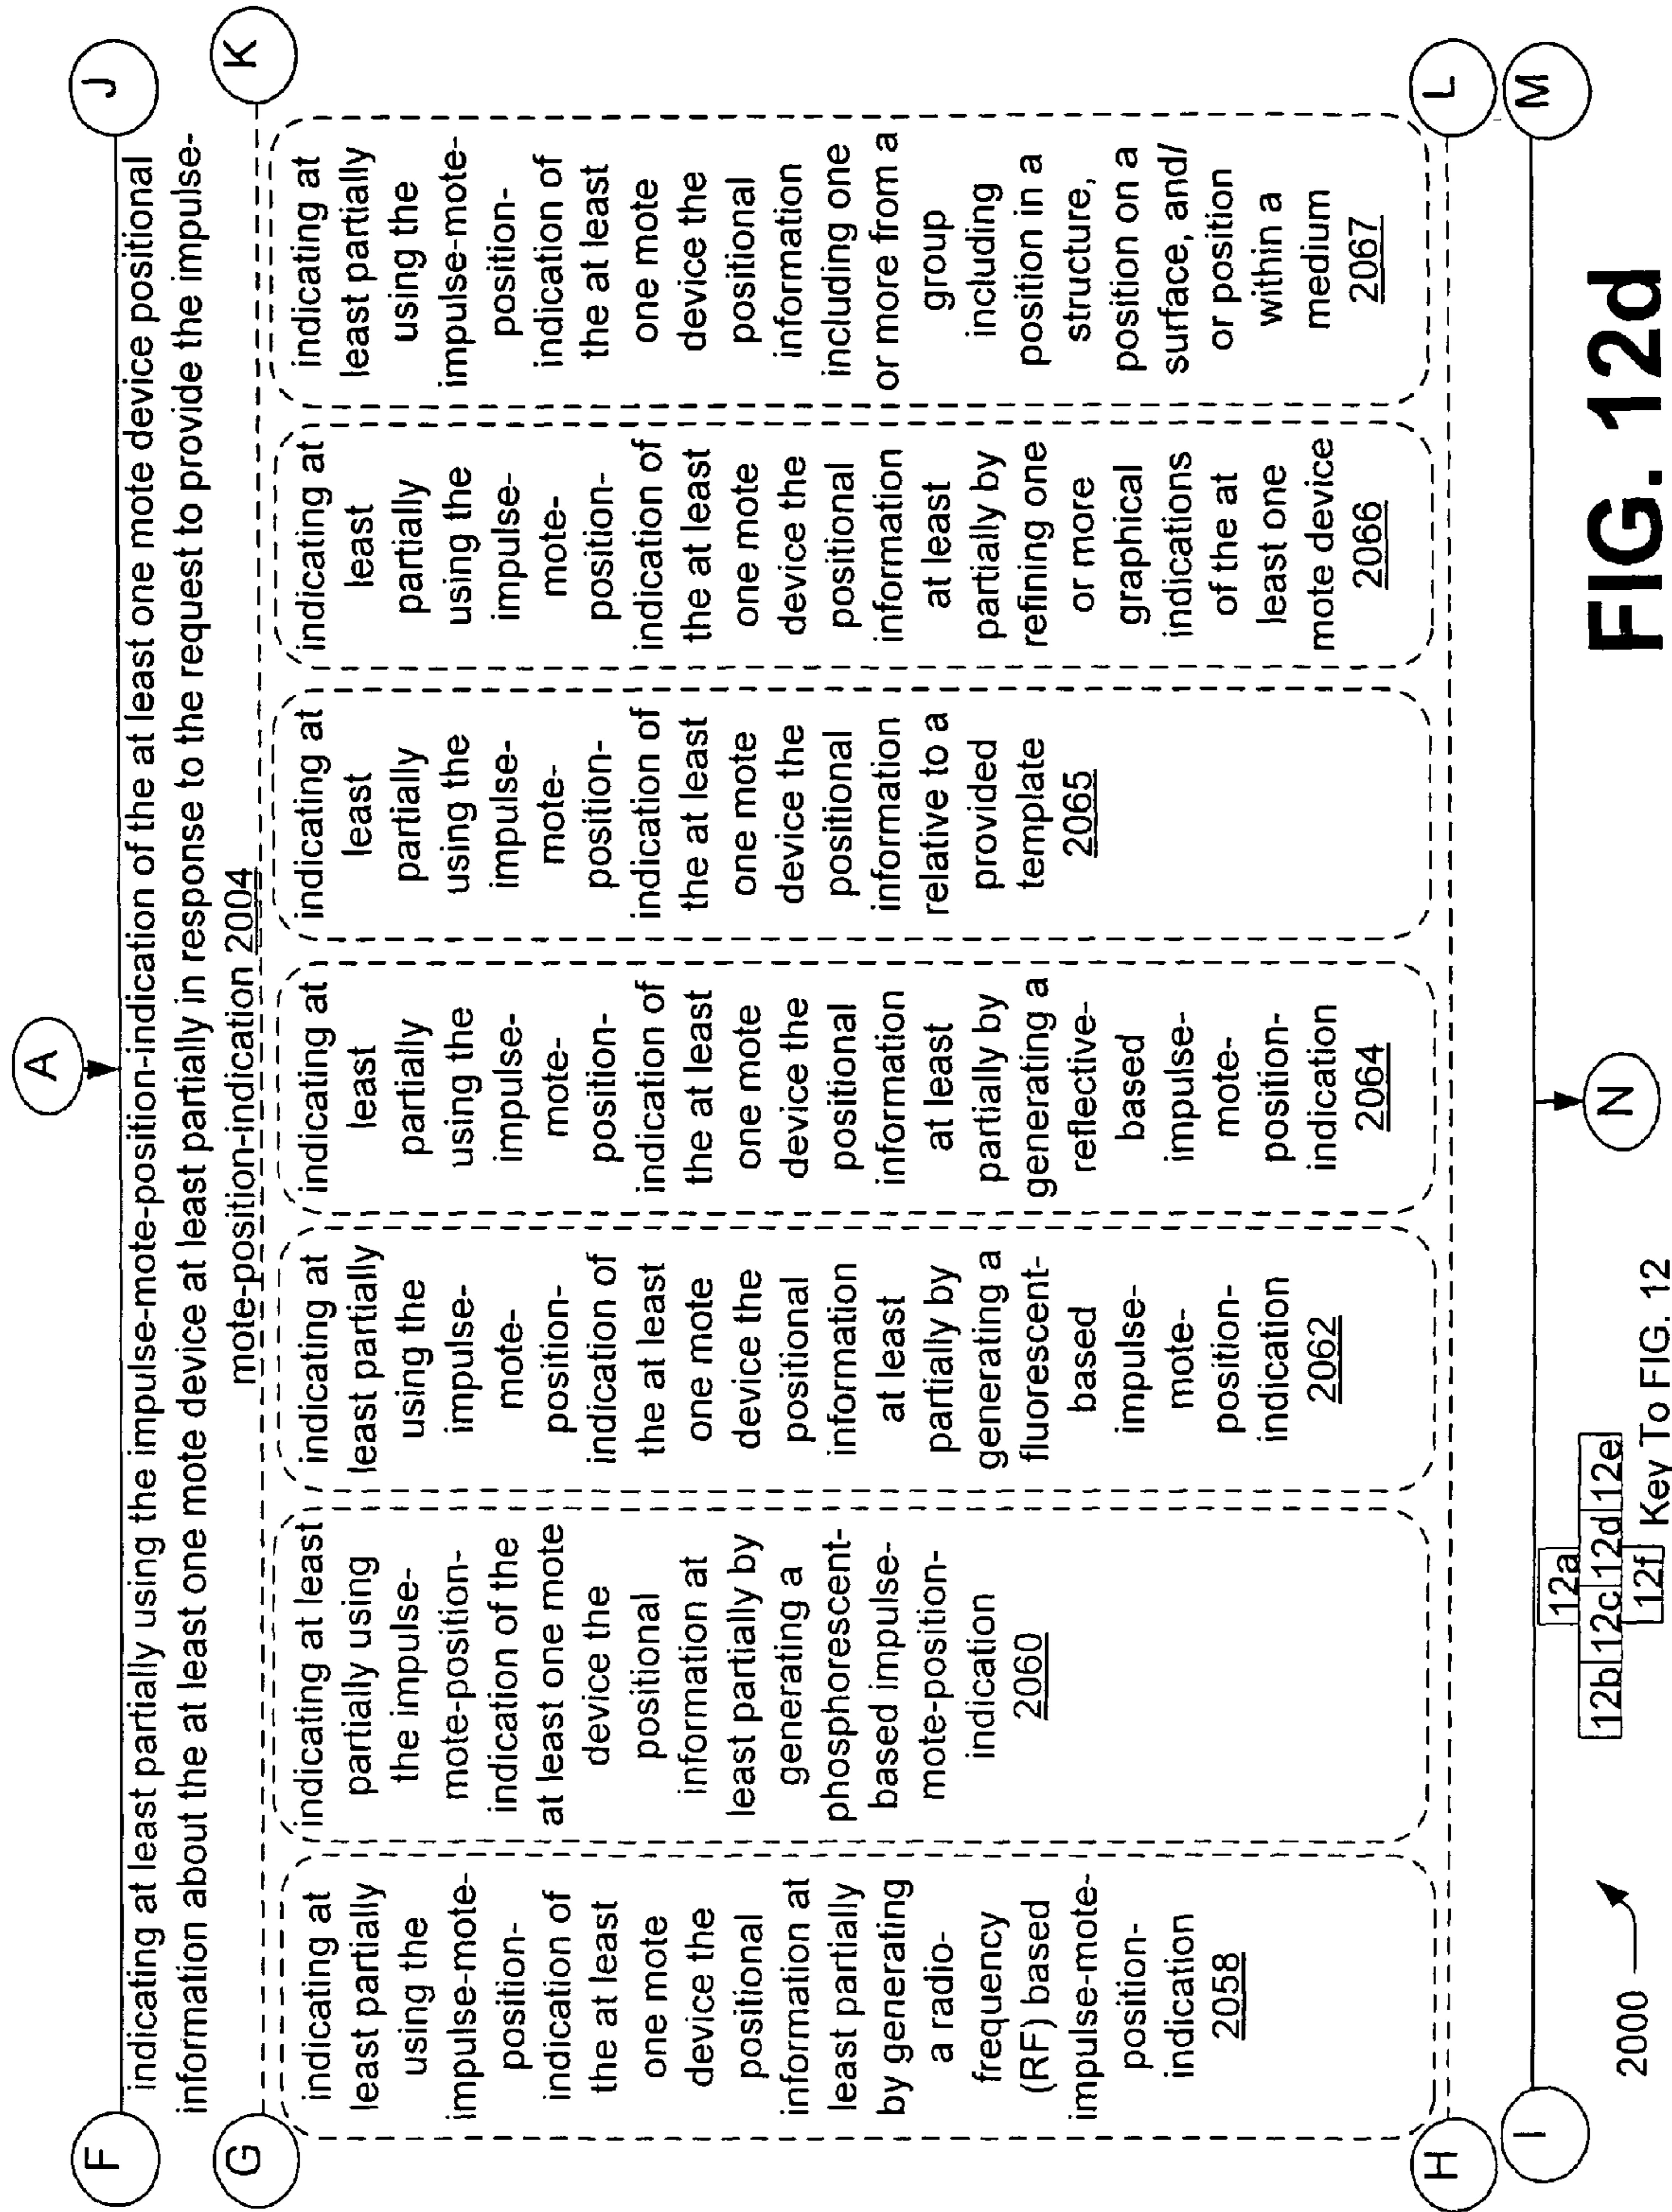 A
F
J
indicating at least partially using the impulse-mote-position-indication of the at least one mote device positional
information about the at least one mote device at least partially in response to the request to provide the impulse-
mote-position-indication 2004
G
K
indicating at
least partially
using the
impulse-mote-
position-
indication of
the at least
one mote
device the
positional
information at
least partially
by generating
a radio-
frequency
(RF) based
impulse-mote-
position-
indication
2058
indicating at least
partially using
the impulse-
mote-position-
indication of the
at least one mote
device the
positional
information at
least partially by
generating a
phosphorescent-
based impulse-
mote-position-
indication
2060
indicating at
least partially
using the
impulse-
mote-
position-
indication of
the at least
one mote
device the
positional
information
at least
partially by
generating a
fluorescent-
based
impulse-
mote-
position-
indication
2062
indicating at
least
partially
using the
impulse-
mote-
position-
indication of
the at least
one mote
device the
positional
information
at least
partially by
generating a
reflective-
based
impulse-
mote-
position-
indication
2064
indicating at
least
partially
using the
impulse-
mote-
position-
indication of
the at least
one mote
device the
positional
information
relative to a
provided
template
2065
indicating at
least
partially
using the
impulse-
mote-
position-
indication of
the at least
one mote
device the
positional
information
at least
partially by
refining one
or more
graphical
indications
of the at
least one
mote device
2066
indicating at
least partially
using the
impulse-mote-
position-
indication of
the at least
one mote
device the
positional
information
including one
or more from a
group
including
position in a
structure,
position on a
surface, and/
or position
within a
medium
2067
H
L
I
M
N
2000
12a
12b 12c 12d 12e
12f
Key To FIG. 12
FIG. 12d